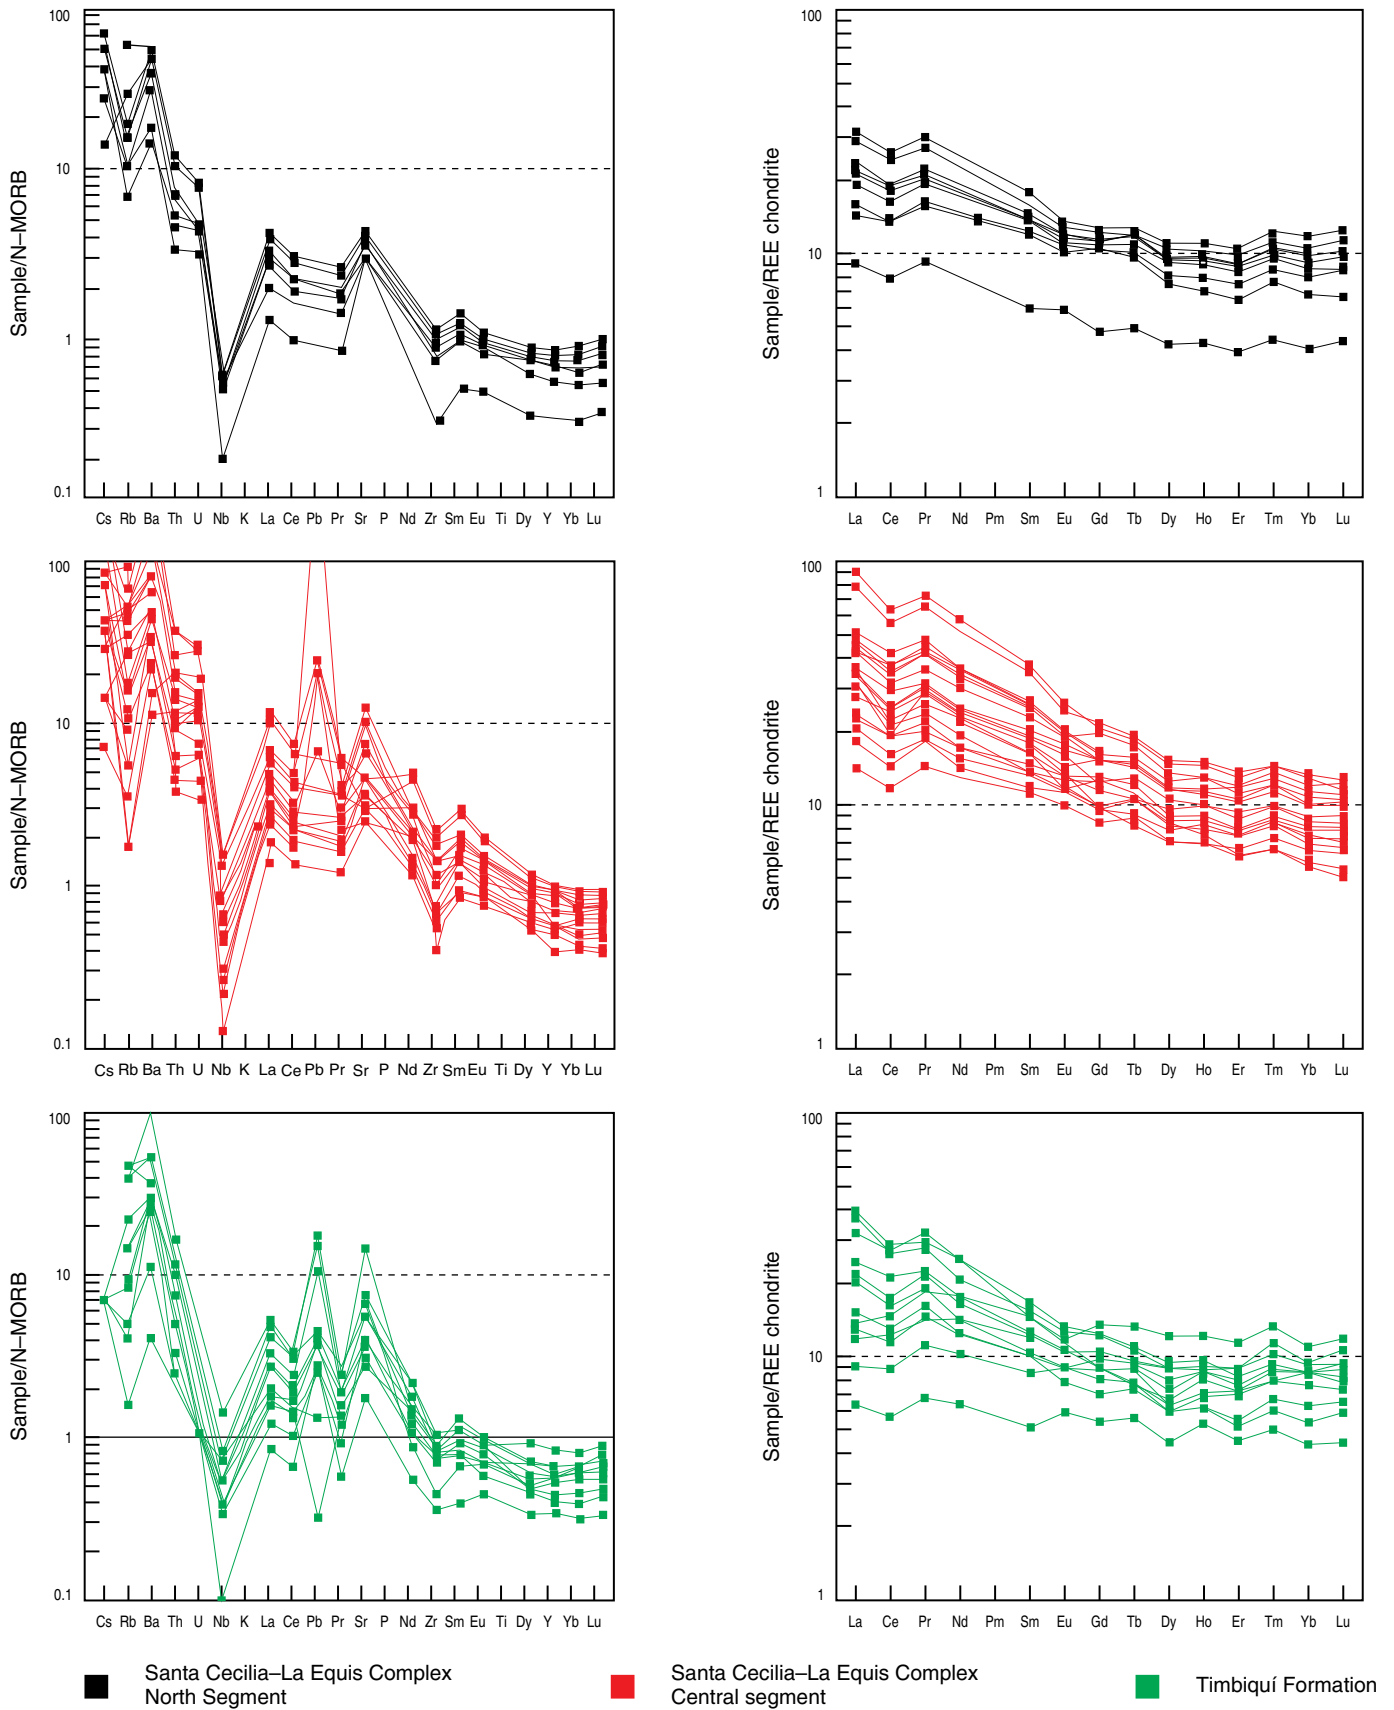 100
10
1
0.1
Sample/N–MORB
Cs Rb Ba Th U Nb K La Ce Pb Pr Sr P Nd Zr Sm Eu Ti Dy Y Yb Lu
100
10
1
Sample/REE chondrite
La Ce Pr Nd Pm Sm Eu Gd Tb Dy Ho Er Tm Yb Lu
100
10
1
0.1
Sample/N–MORB
Cs Rb Ba Th U Nb K La Ce Pb Pr Sr P Nd Zr Sm Eu Ti Dy Y Yb Lu
100
10
1
Sample/REE chondrite
La Ce Pr Nd Pm Sm Eu Gd Tb Dy Ho Er Tm Yb Lu
100
10
1
0.1
Sample/N–MORB
Cs Rb Ba Th U Nb K La Ce Pb Pr Sr P Nd Zr Sm Eu Ti Dy Y Yb Lu
100
10
1
Sample/REE chondrite
La Ce Pr Nd Pm Sm Eu Gd Tb Dy Ho Er Tm Yb Lu
Santa Cecilia–La Equis Complex
North Segment
Santa Cecilia–La Equis Complex
Central segment
Timbiquí Formation